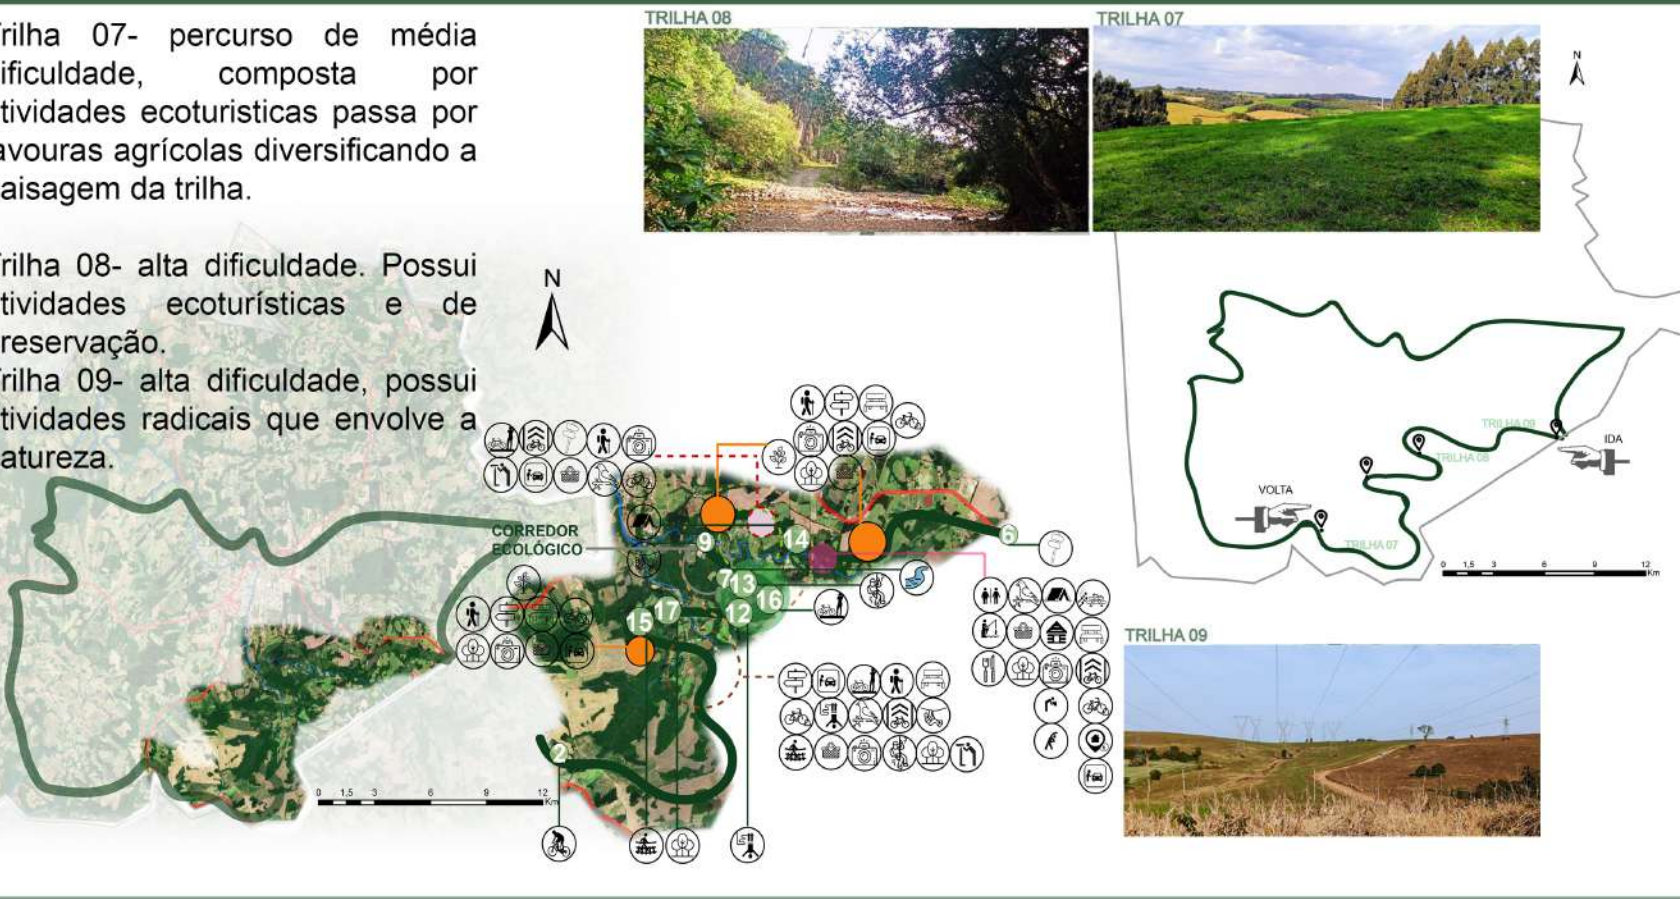 rilha 07- percurso de média
ificuldade, composta por
tividades ecoturisticas passa por
avouras agrícolas diversificando a
aisagem da trilha.
rilha 08- alta dificuldade. Possui
tividades ecoturísticas e de
reservação.
rilha 09- alta dificuldade, possui
tividades radicais que envolve a
atureza.
TRILHA 08
TRILHA 07
N
N
CORREDOR
ECOLÓGICO
9
14
6
7
13
16
12
17
15
2
0 1,5 3 6 9 12
Km
TRILHA 09
IDA
TRILHA 08
VOLTA
TRILHA 07
0 1,5 3 6 9 12
Km
TRILHA 09